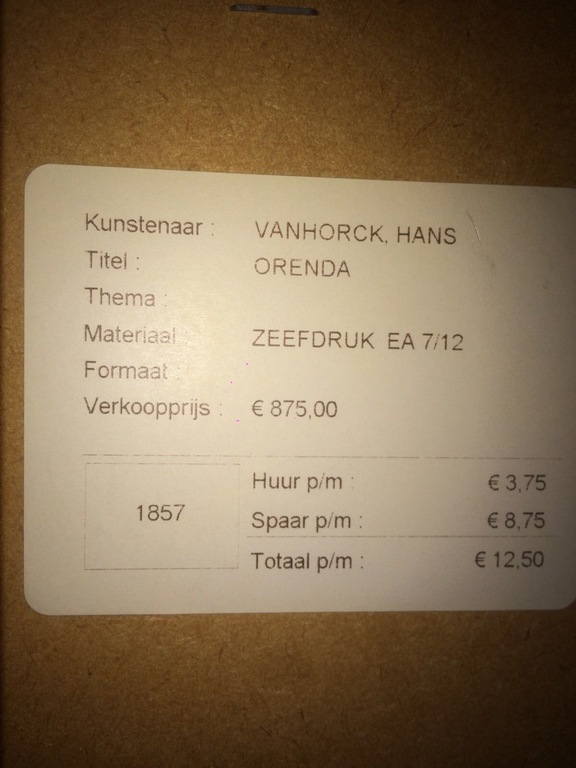 Kunstenaar : VANHORCK, HANS
Titel : ORENDA
Thema :
Materiaal : ZEEFDRUK EA 7/12
Formaat :
Verkoopprijs : € 875,00
1857
Huur p/m : € 3,75
Spaar p/m : € 8,75
Totaal p/m : € 12,50